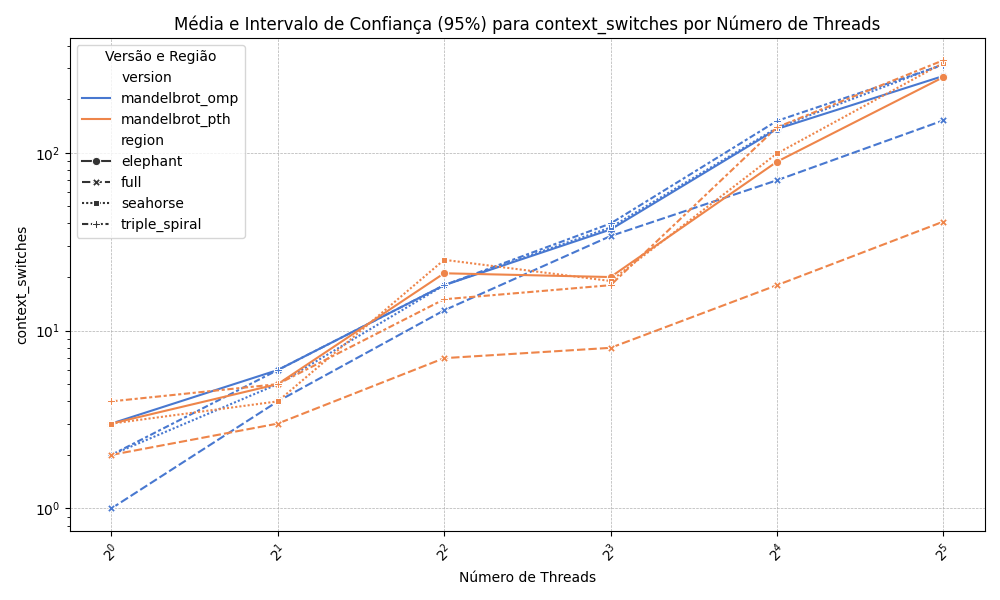 Média e Intervalo de Confiança (95%) para context_switches por Número de Threads
Versão e Região
version
mandelbrot_omp
mandelbrot_pth
region
elephant
full
seahorse
triple_spiral
context_switches
10²
10¹
10⁰
2⁰
2¹
2²
2³
2⁴
2⁵
Número de Threads